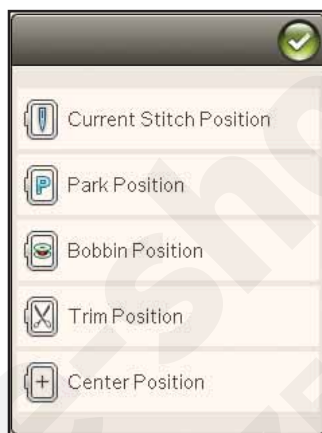 Current Stitch Position
P Park Position
Bobbin Position
Trim Position
Center Position